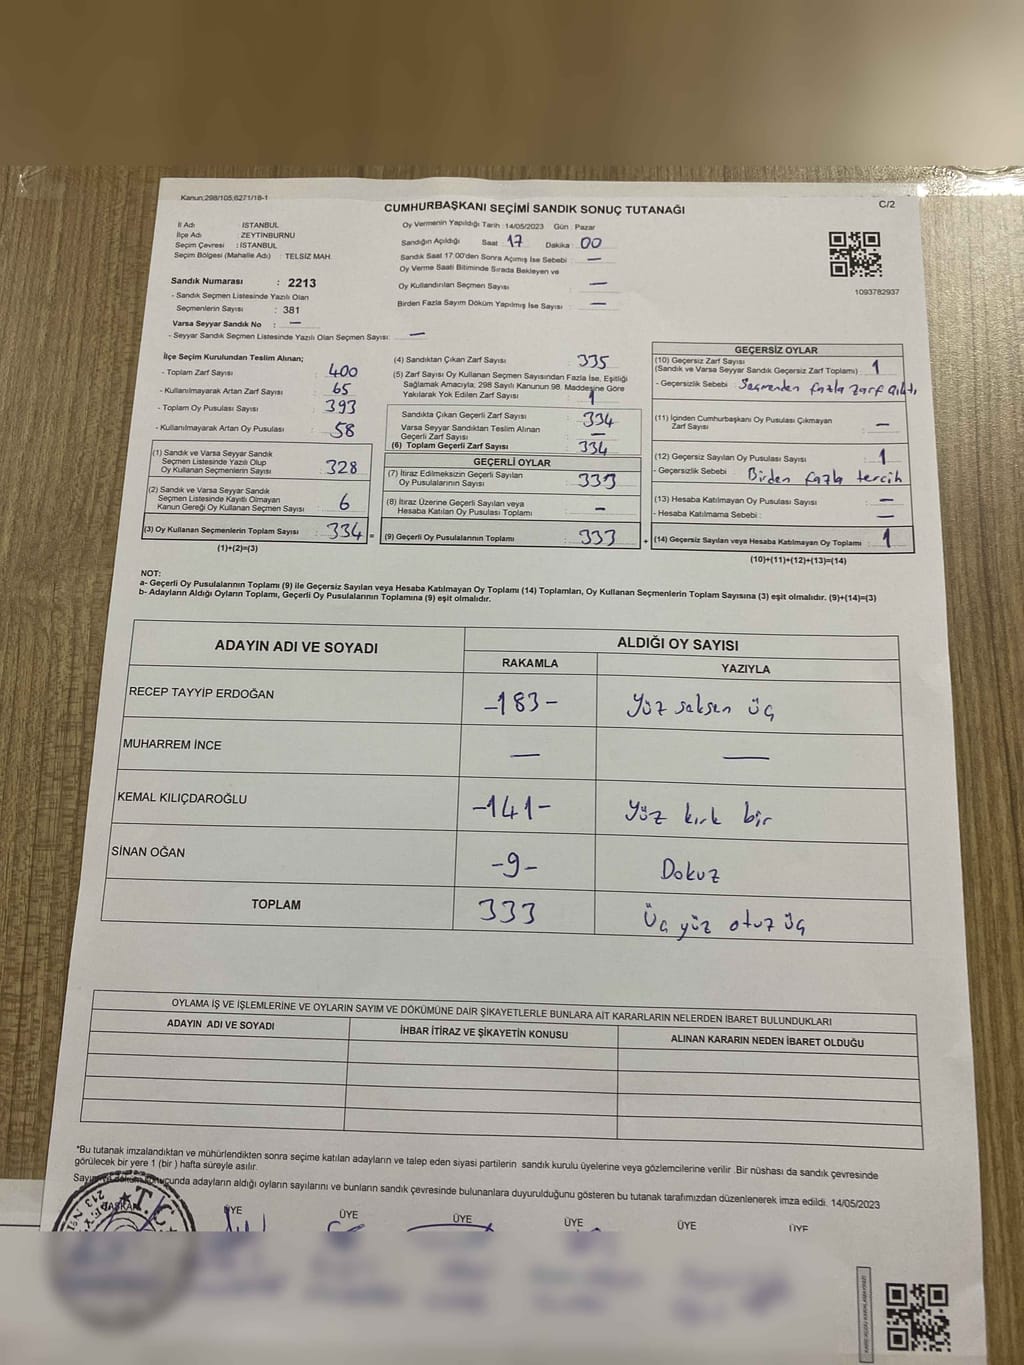 Kanun:298/105;6271/18-1
CUMHURBAŞKANI SEÇİMİ SANDIK SONUÇ TUTANAĞI
C/2
İl Adı : İSTANBUL
İlçe Adı : ZEYTİNBURNU
Seçim Çevresi : İSTANBUL
Seçim Bölgesi (Mahalle Adı) : TELSİZ MAH.
Sandık Numarası : 2213
- Sandık Seçmen Listesinde Yazılı Olan
Seçmenlerin Sayısı : 381
Varsa Seyyar Sandık No : —
- Seyyar Sandık Seçmen Listesinde Yazılı Olan Seçmen Sayısı: —
Oy Vermenin Yapıldığı Tarih : 14/05/2023 Gün : Pazar
Sandığın Açıldığı Saat 17 Dakika : 00
Sandık Saat 17.00'den Sonra Açımış İse Sebebi : —
Oy Verme Saati Bitiminde Sırada Bekleyen ve
Oy Kullandırılan Seçmen Sayısı : —
Birden Fazla Sayım Döküm Yapılmış İse Sayısı : —
1093782937
İlçe Seçim Kurulundan Teslim Alınan;
- Toplam Zarf Sayısı : 400
- Kullanılmayarak Artan Zarf Sayısı : 65
- Toplam Oy Pusulası Sayısı : 393
- Kullanılmayarak Artan Oy Pusulası : 58
(1) Sandık ve Varsa Seyyar Sandık
Seçmen Listesinde Yazılı Olup
Oy Kullanan Seçmenlerin Sayısı : 328
(2) Sandık ve Varsa Seyyar Sandık
Seçmen Listesinde Kayıtlı Olmayan
Kanun Gereği Oy Kullanan Seçmen Sayısı : 6
(3) Oy Kullanan Seçmenlerin Toplam Sayısı : 334 =
(1)+(2)=(3)
(4) Sandıktan Çıkan Zarf Sayısı : 335
(5) Zarf Sayısı Oy Kullanan Seçmen Sayısından Fazla İse, Eşitliği
Sağlamak Amacıyla; 298 Sayılı Kanunun 98. Maddesine Göre
Yakılarak Yok Edilen Zarf Sayısı : 1
Sandıkta Çıkan Geçerli Zarf Sayısı : 334
Varsa Seyyar Sandıktan Teslim Alınan
Geçerli Zarf Sayısı : —
(6) Toplam Geçerli Zarf Sayısı : 334
GEÇERLİ OYLAR
(7) İtiraz Edilmeksizin Geçerli Sayılan
Oy Pusulalarının Sayısı : 333
(8) İtiraz Üzerine Geçerli Sayılan veya
Hesaba Katılan Oy Pusulası Toplamı : —
(9) Geçerli Oy Pusulalarının Toplamı : 333 +
GEÇERSİZ OYLAR
(10) Geçersiz Zarf Sayısı
(Sandık ve Varsa Seyyar Sandık Geçersiz Zarf Toplamı) : 1
- Geçersizlik Sebebi : Seçmenden fazla zarf çıktı
(11) İçinden Cumhurbaşkanı Oy Pusulası Çıkmayan
Zarf Sayısı : —
(12) Geçersiz Sayılan Oy Pusulası Sayısı : 1
- Geçersizlik Sebebi : Birden fazla tercih
(13) Hesaba Katılmayan Oy Pusulası Sayısı : —
- Hesaba Katılmama Sebebi : —
(14) Geçersiz Sayılan veya Hesaba Katılmayan Oy Toplamı : 1
(10)+(11)+(12)+(13)=(14)
NOT:
a- Geçerli Oy Pusulalarının Toplamı (9) ile Geçersiz Sayılan veya Hesaba Katılmayan Oy Toplamı (14) Toplamları, Oy Kullanan Seçmenlerin Toplam Sayısına (3) eşit olmalıdır. (9)+(14)=(3)
b- Adayların Aldığı Oyların Toplamı, Geçerli Oy Pusulalarının Toplamına (9) eşit olmalıdır.
ADAYIN ADI VE SOYADI
ALDIĞI OY SAYISI
RAKAMLA
YAZIYLA
RECEP TAYYİP ERDOĞAN -183- Yüz seksen üç
MUHARREM İNCE — —
KEMAL KILIÇDAROĞLU -141- Yüz kırk bir
SİNAN OĞAN -9- Dokuz
TOPLAM 333 Üç yüz otuz üç
OYLAMA İŞ VE İŞLEMLERİNE VE OYLARIN SAYIM VE DÖKÜMÜNE DAİR ŞİKAYETLERLE BUNLARA AİT KARARLARIN NELERDEN İBARET BULUNDUKLARI
ADAYIN ADI VE SOYADI
İHBAR İTİRAZ VE ŞİKAYETİN KONUSU
ALINAN KARARIN NEDEN İBARET OLDUĞU
*Bu tutanak imzalandıktan ve mühürlendikten sonra seçime katılan adayların ve talep eden siyasi partilerin sandık kurulu üyelerine veya gözlemcilerine verilir .Bir nüshası da sandık çevresinde
görülecek bir yere 1 (bir ) hafta süreyle asılır.
adayların aldığı oyların sayılarını ve bunların sandık çevresinde bulunanlara duyurulduğunu gösteren bu tutanak tarafımızdan düzenlenerek imza edildi. 14/05/2023
BAŞKAN ÜYE ÜYE ÜYE ÜYE ÜYE ÜYE